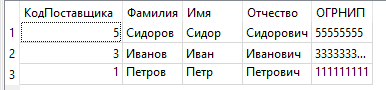 КодПоставщика Фамилия Имя Отчество ОГРНИП
1 5 Сидоров Сидор Сидорович 55555555
2 3 Иванов Иван Иванович 3333333...
3 1 Петров Петр Петрович 111111111